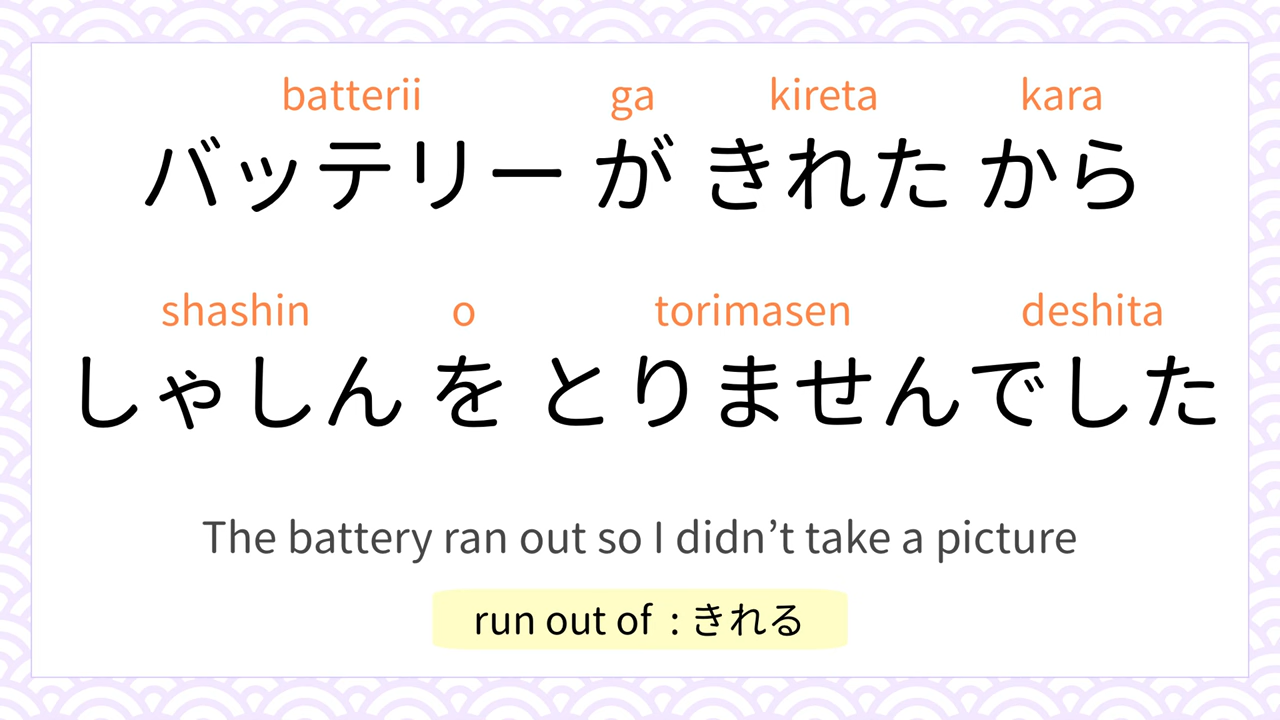 batterii ga kireta kara
バッテリー が きれた から
shashin o torimasen deshita
しゃしん を とりませんでした
The battery ran out so I didn’t take a picture
run out of : きれる